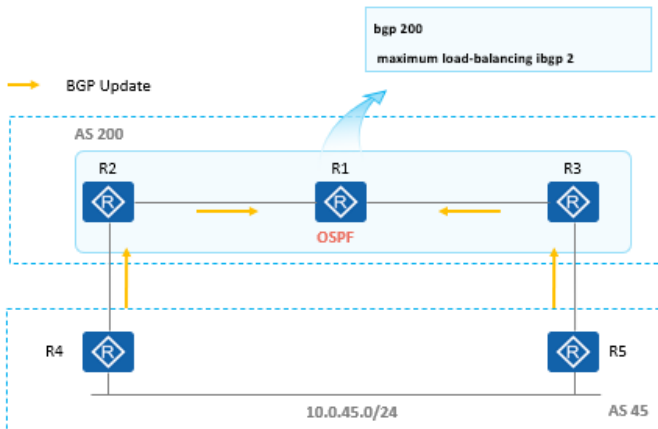 bgp 200
maximum load-balancing ibgp 2
BGP Update
AS 200
R2
R1
R3
R
R
R
OSPF
R4
R
R
R5
10.0.45.0/24
AS 45